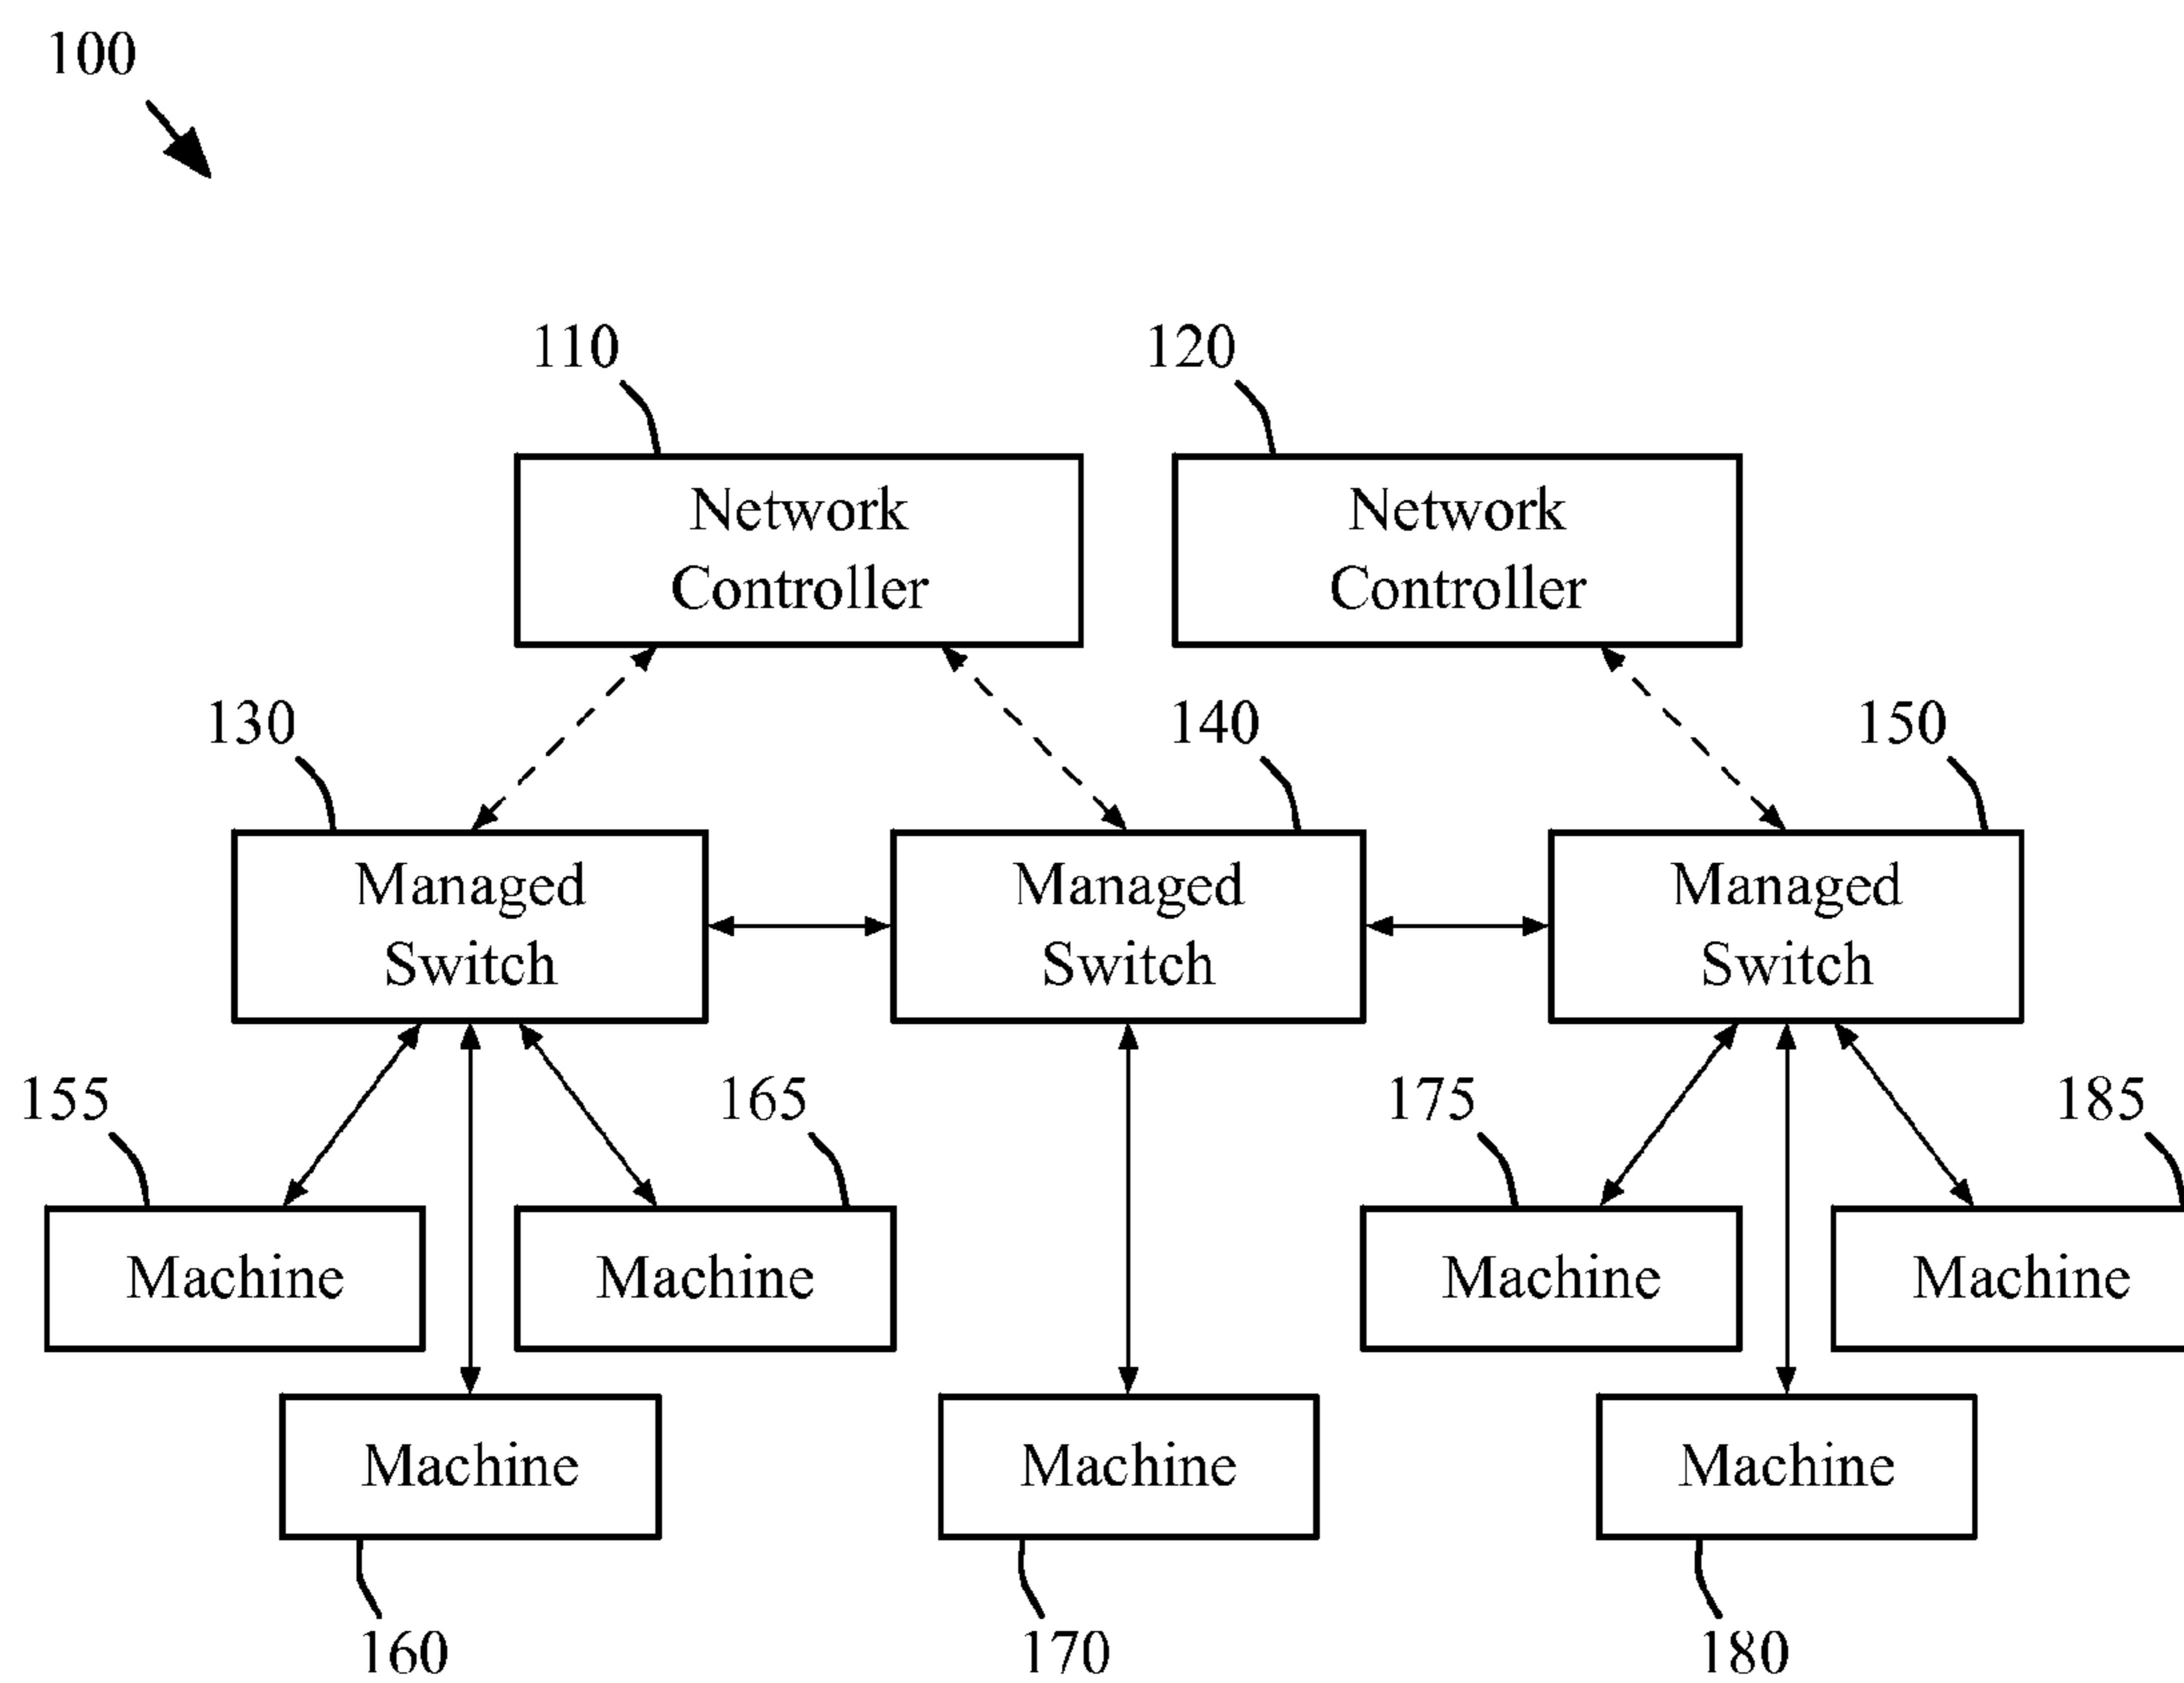 100
110
120
Network
Controller
Network
Controller
130
140
150
Managed
Switch
Managed
Switch
Managed
Switch
155
165
175
185
Machine
Machine
Machine
Machine
Machine
Machine
Machine
160
170
180